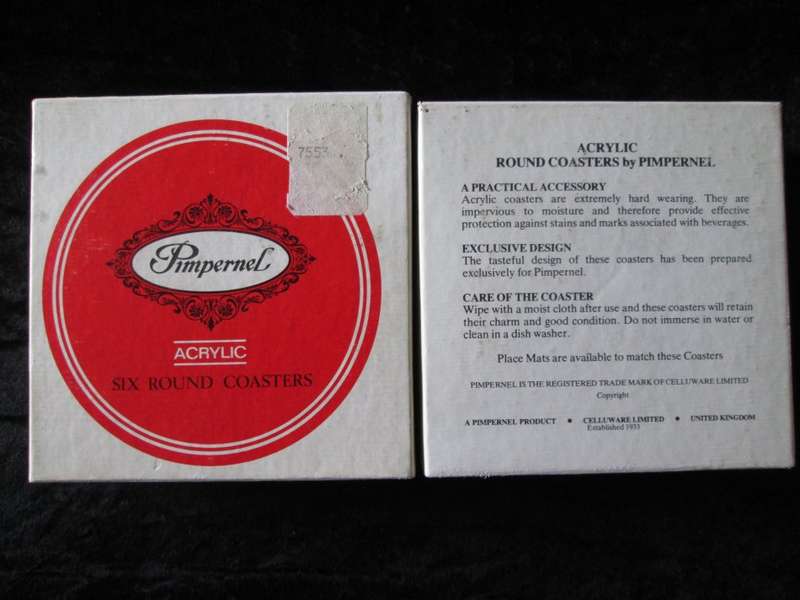 7553
Pimpernel
ACRYLIC
SIX ROUND COASTERS
ACRYLIC
ROUND COASTERS by PIMPERNEL
A PRACTICAL ACCESSORY
Acrylic coasters are extremely hard wearing. They are
impervious to moisture and therefore provide effective
protection against stains and marks associated with beverages.
EXCLUSIVE DESIGN
The tasteful design of these coasters has been prepared
exclusively for Pimpernel.
CARE OF THE COASTER
Wipe with a moist cloth after use and these coasters will retain
their charm and good condition. Do not immerse in water or
clean in a dish washer.
Place Mats are available to match these Coasters
PIMPERNEL IS THE REGISTERED TRADE MARK OF CELLUWARE LIMITED
Copyright
A PIMPERNEL PRODUCT * CELLUWARE LIMITED * UNITED KINGDOM
Established 1933